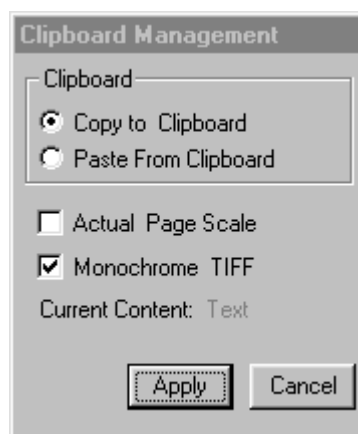 Clipboard Management
Clipboard
Copy to Clipboard
Paste From Clipboard
Actual Page Scale
Monochrome TIFF
Current Content: Text
Apply Cancel